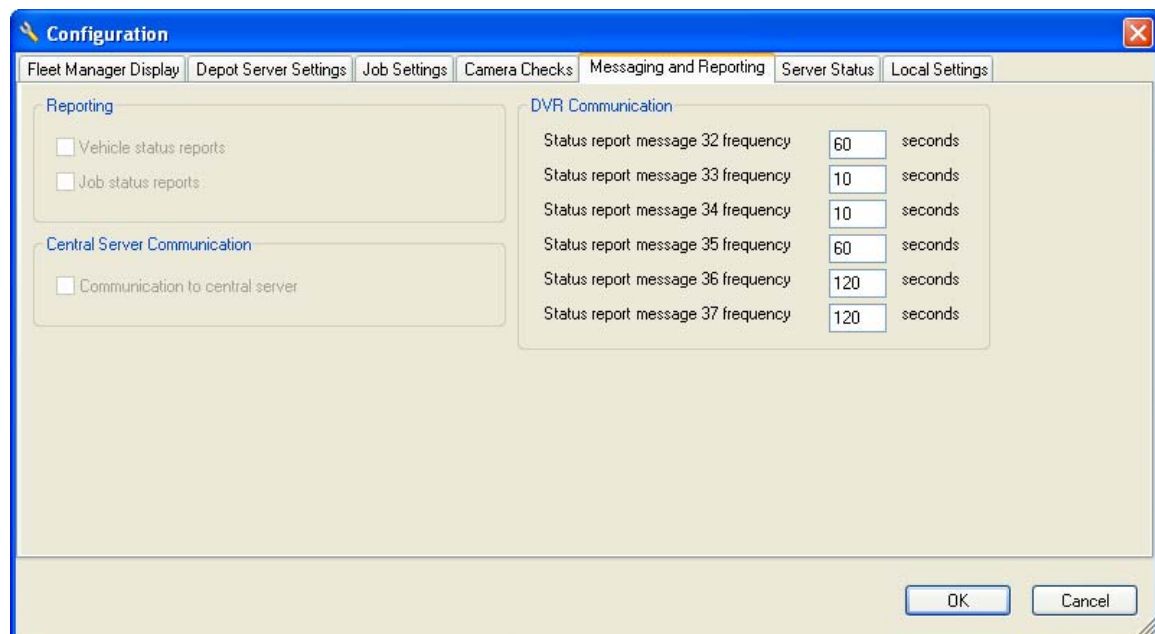 Configuration
Fleet Manager Display Depot Server Settings Job Settings Camera Checks Messaging and Reporting Server Status Local Settings
Reporting
Vehicle status reports
Job status reports
Central Server Communication
Communication to central server
DVR Communication
Status report message 32 frequency 60 seconds
Status report message 33 frequency 10 seconds
Status report message 34 frequency 10 seconds
Status report message 35 frequency 60 seconds
Status report message 36 frequency 120 seconds
Status report message 37 frequency 120 seconds
OK Cancel